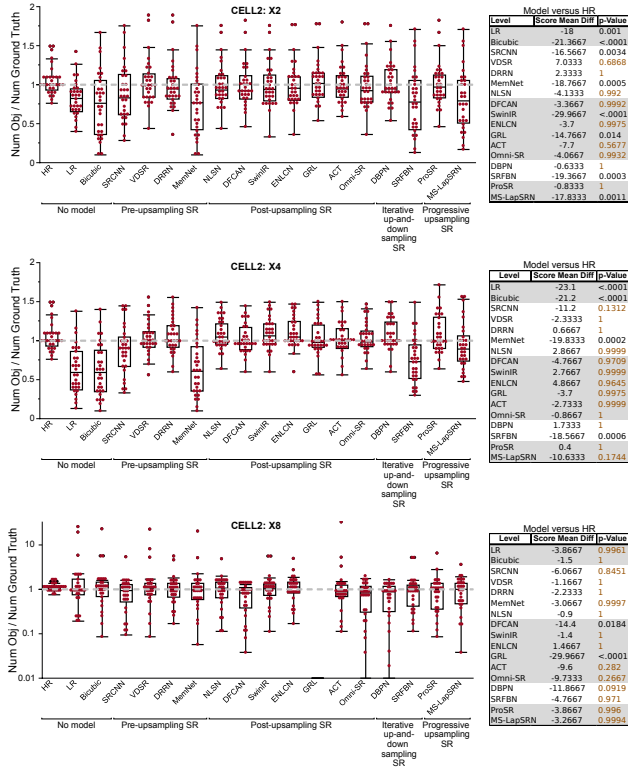 CELL2: X2
Num Obj / Num Ground Truth
2
1.5
1
0.5
0
HR LR Bicubic SRCNN VDSR DRRN MemNet NLSN DFCAN SwinIR ENLCN GRL ACT Omni-SR DBPN SRFBN ProSR MS-LapSRN
No model Pre-upsampling SR Post-upsampling SR Iterative up-and-down sampling SR Progressive upsampling SR
Model versus HR
Level Score Mean Diff p-Value
LR -18 0.001
Bicubic -21.3667 <.0001
SRCNN -16.5667 0.0034
VDSR 7.0333 0.6868
DRRN 2.3333 1
MemNet -18.7667 0.0005
NLSN -4.1333 0.992
DFCAN -3.3667 0.9992
SwinIR -29.9667 <.0001
ENLCN -3.7 0.9975
GRL -14.7667 0.014
ACT -7.7 0.5677
Omni-SR -4.0667 0.9932
DBPN -0.6333 1
SRFBN -19.3667 0.0003
ProSR -0.8333 1
MS-LapSRN -17.8333 0.0011
CELL2: X4
Num Obj / Num Ground Truth
2
1.5
1
0.5
0
HR LR Bicubic SRCNN VDSR DRRN MemNet NLSN DFCAN SwinIR ENLCN GRL ACT Omni-SR DBPN SRFBN ProSR MS-LapSRN
No model Pre-upsampling SR Post-upsampling SR Iterative up-and-down sampling SR Progressive upsampling SR
Model versus HR
Level Score Mean Diff p-Value
LR -23.1 <.0001
Bicubic -21.2 <.0001
SRCNN -11.2 0.1312
VDSR -2.3333 1
DRRN 0.6667 1
MemNet -19.8333 0.0002
NLSN 2.8667 0.9999
DFCAN -4.7667 0.9709
SwinIR 2.7667 0.9999
ENLCN 4.8667 0.9645
GRL -3.7 0.9975
ACT -2.7333 0.9999
Omni-SR -0.8667 1
DBPN 1.7333 1
SRFBN -18.5667 0.0006
ProSR 0.4 1
MS-LapSRN -10.6333 0.1744
CELL2: X8
Num Obj / Num Ground Truth
10
1
0.1
0.01
HR LR Bicubic SRCNN VDSR DRRN MemNet NLSN DFCAN SwinIR ENLCN GRL ACT Omni-SR DBPN SRFBN ProSR MS-LapSRN
No model Pre-upsampling SR Post-upsampling SR Iterative up-and-down sampling SR Progressive upsampling SR
Model versus HR
LR -3.8667 0.9961
Bicubic -1.5 1
SRCNN -6.0667 0.8451
VDSR -1.1667 1
DRRN -2.2333 1
MemNet -3.0667 0.9997
NLSN -0.9 1
DFCAN -14.4 0.0184
SwinIR -1.4 1
ENLCN 1.4667 1
GRL -29.9667 <.0001
ACT -9.6 0.282
Omni-SR -9.7333 0.2667
DBPN -11.8667 0.0919
SRFBN -4.7667 0.971
ProSR -3.8667 0.996
MS-LapSRN -3.2667 0.9994